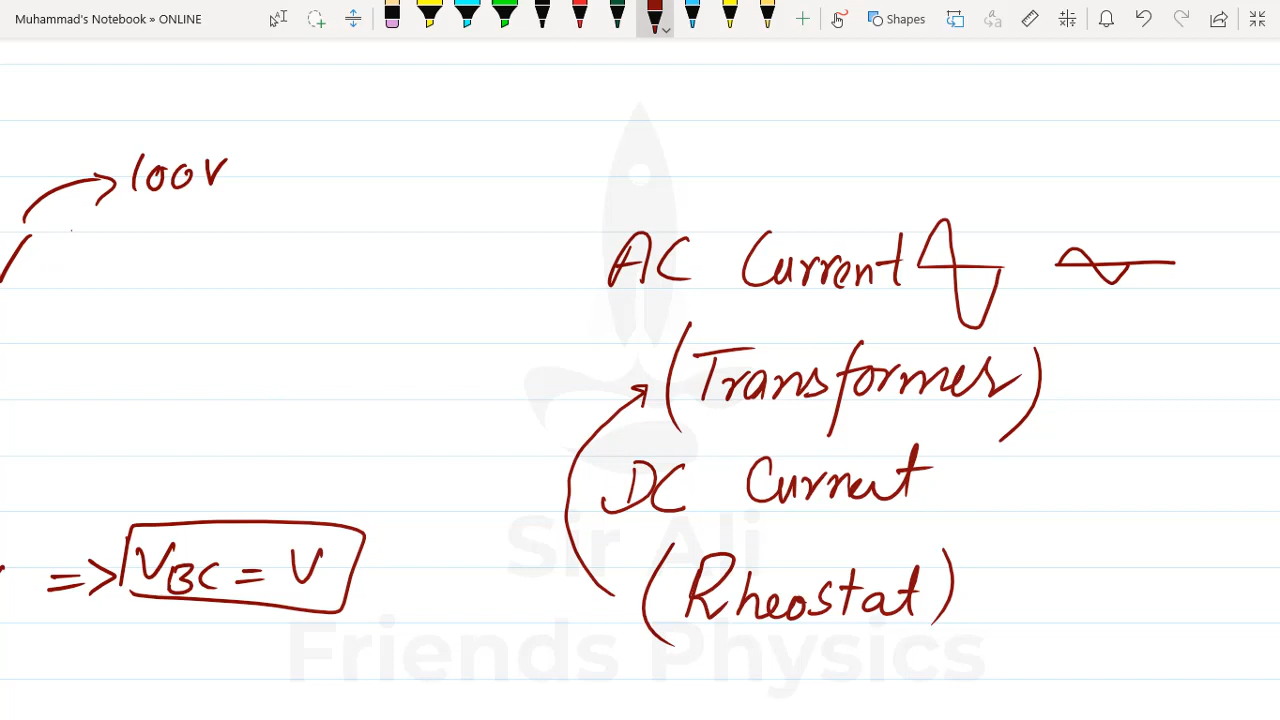 Muhammad's Notebook » ONLINE
Shapes
100V
AC Current
(Transformer)
DC Current
(Rheostat)
=> VBC = V
Sir Ali
Friends Physics